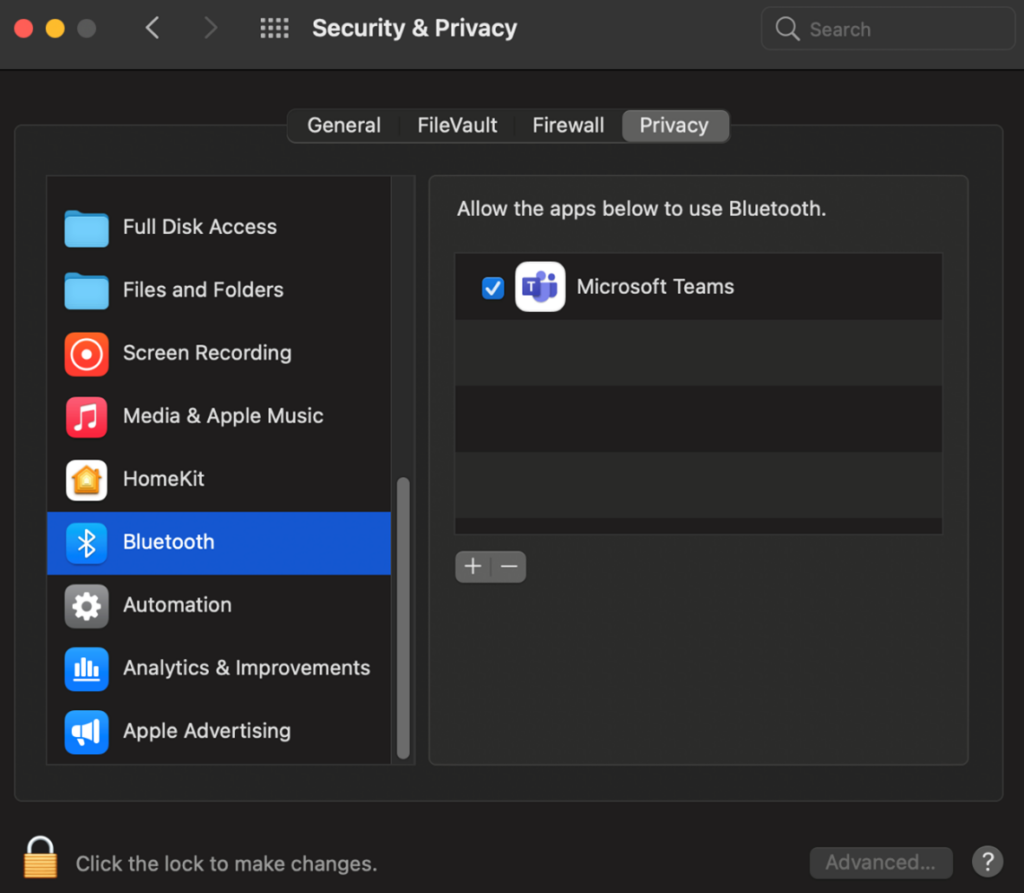 Security & Privacy
Search
General FileVault Firewall Privacy
Full Disk Access
Files and Folders
Screen Recording
Media & Apple Music
HomeKit
Bluetooth
Automation
Analytics & Improvements
Apple Advertising
Allow the apps below to use Bluetooth.
T Microsoft Teams
+ −
Click the lock to make changes.
Advanced...
?